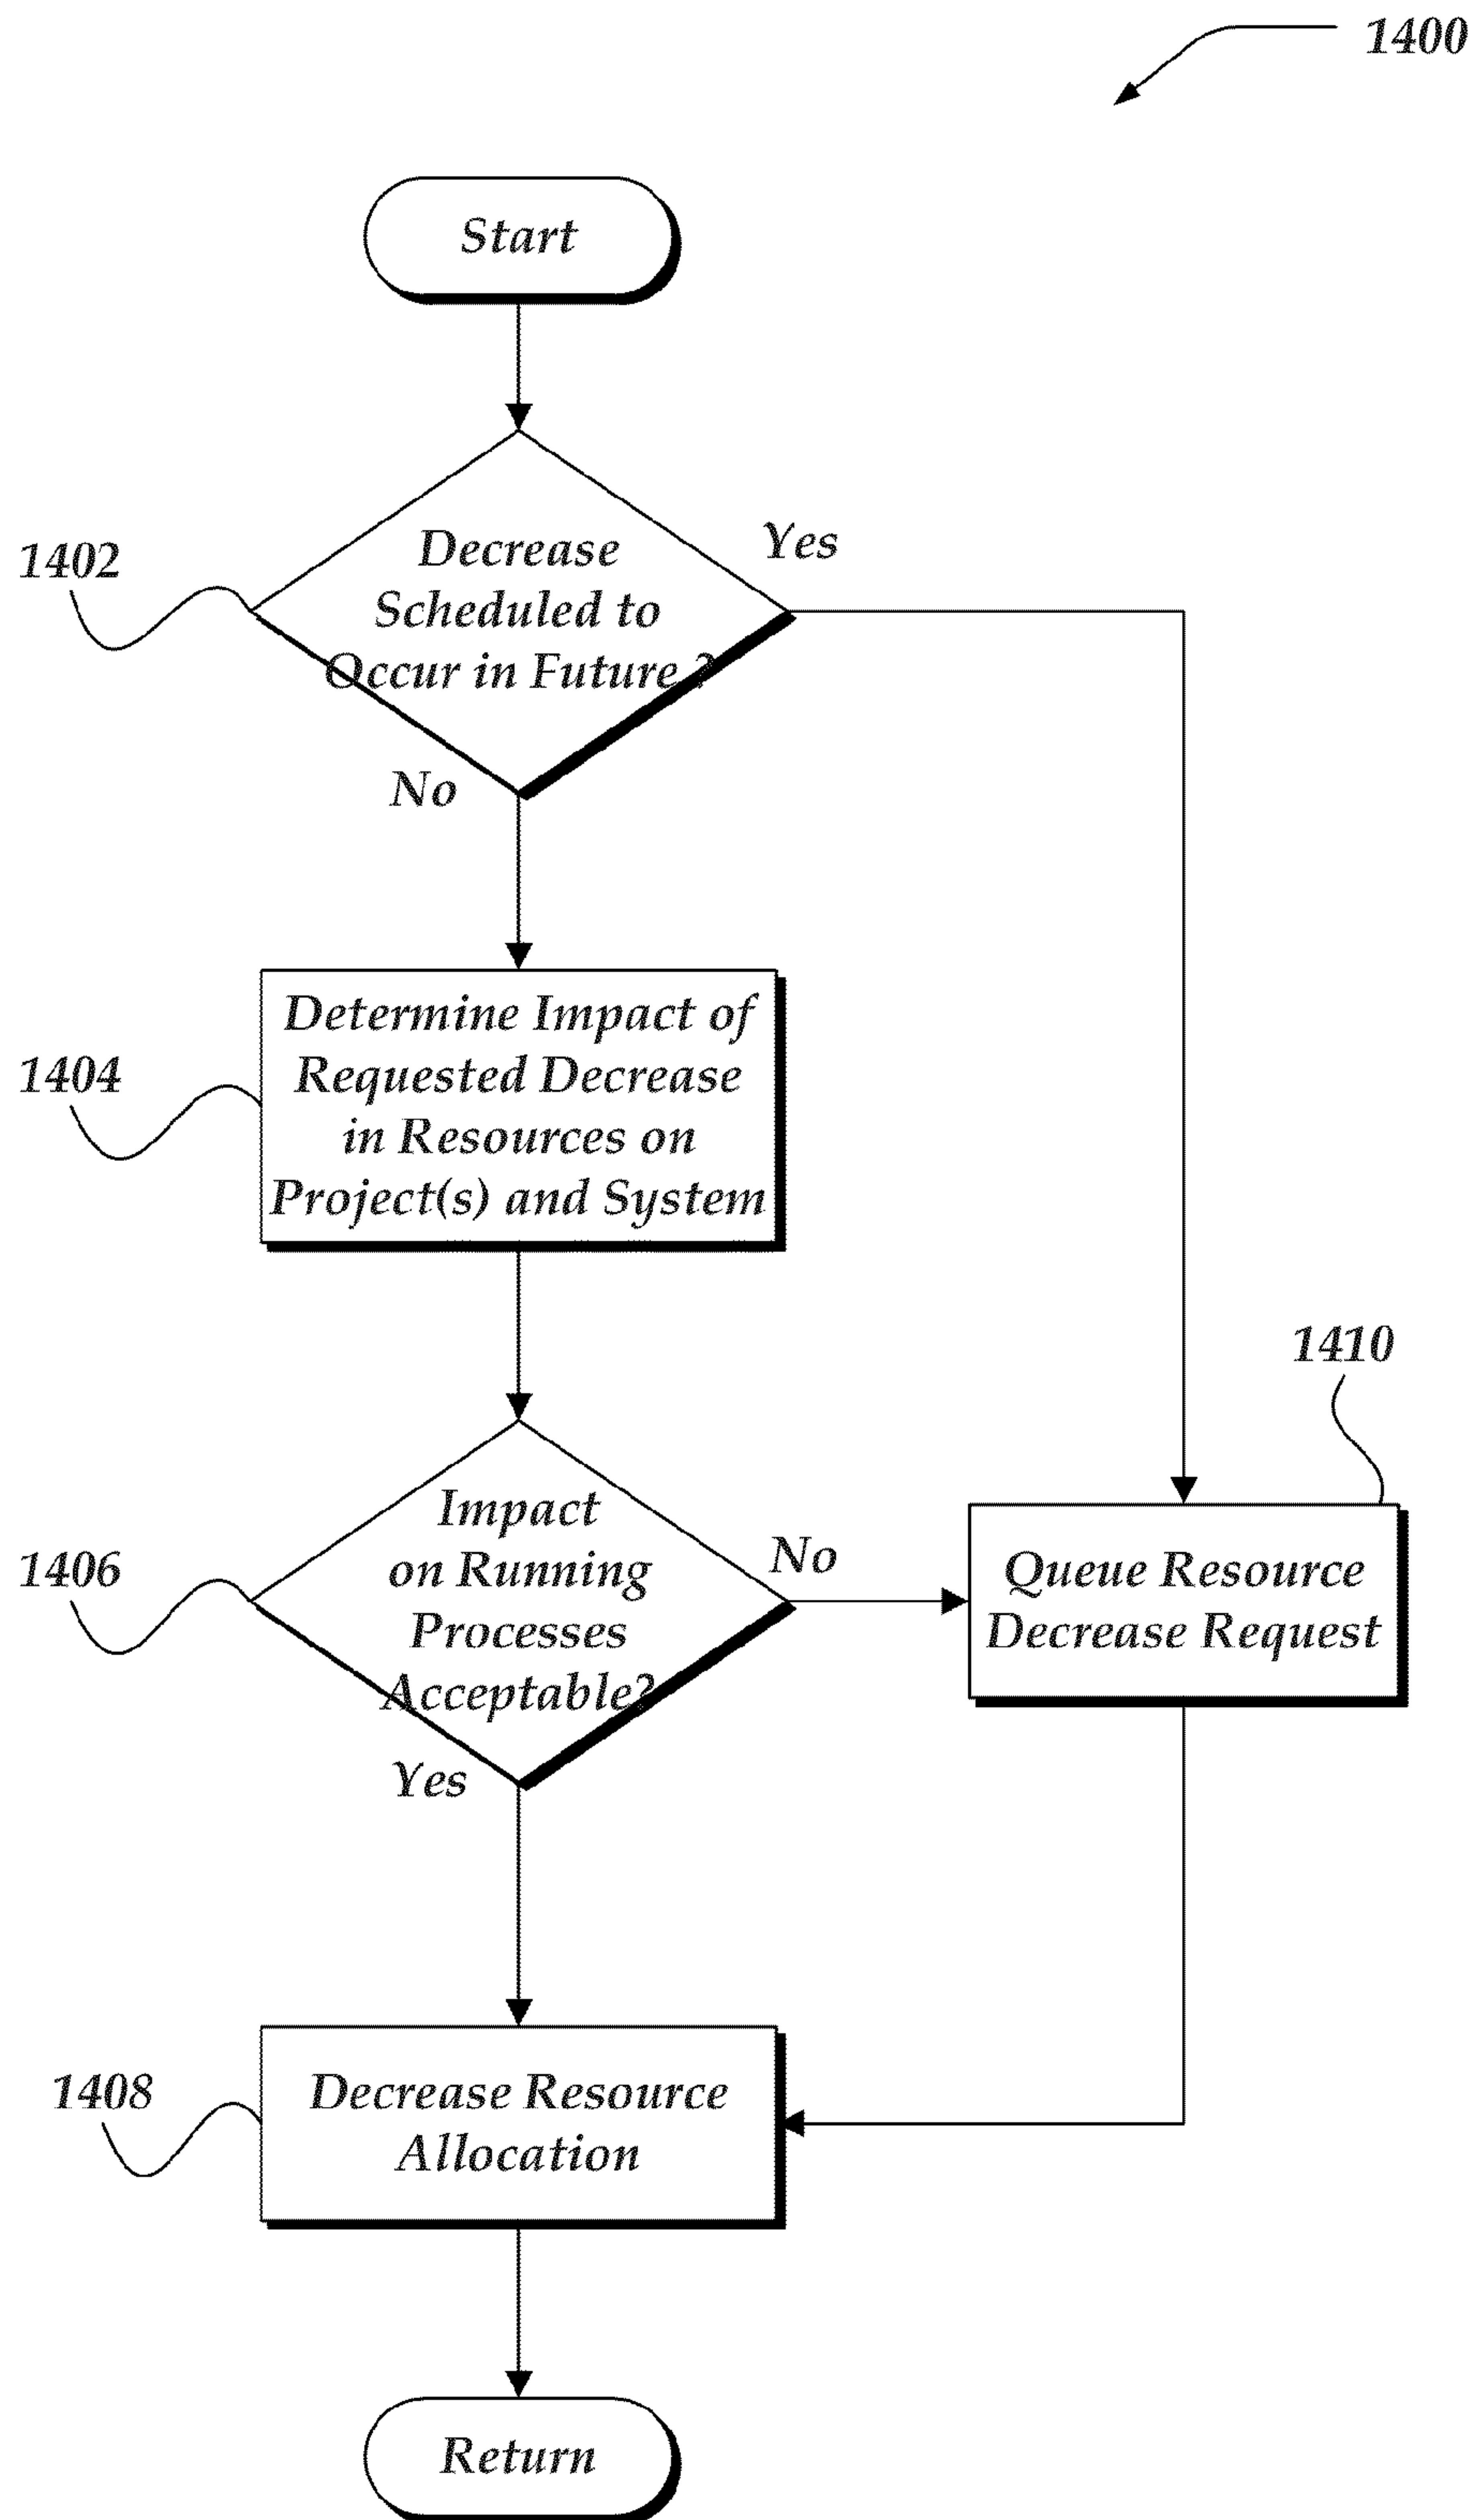 1400
Start
1402
Decrease
Scheduled to
Occur in Future ?
Yes
No
1404
Determine Impact of
Requested Decrease
in Resources on
Project(s) and System
1410
1406
Impact
on Running
Processes
Acceptable?
No
Yes
Queue Resource
Decrease Request
1408
Decrease Resource
Allocation
Return